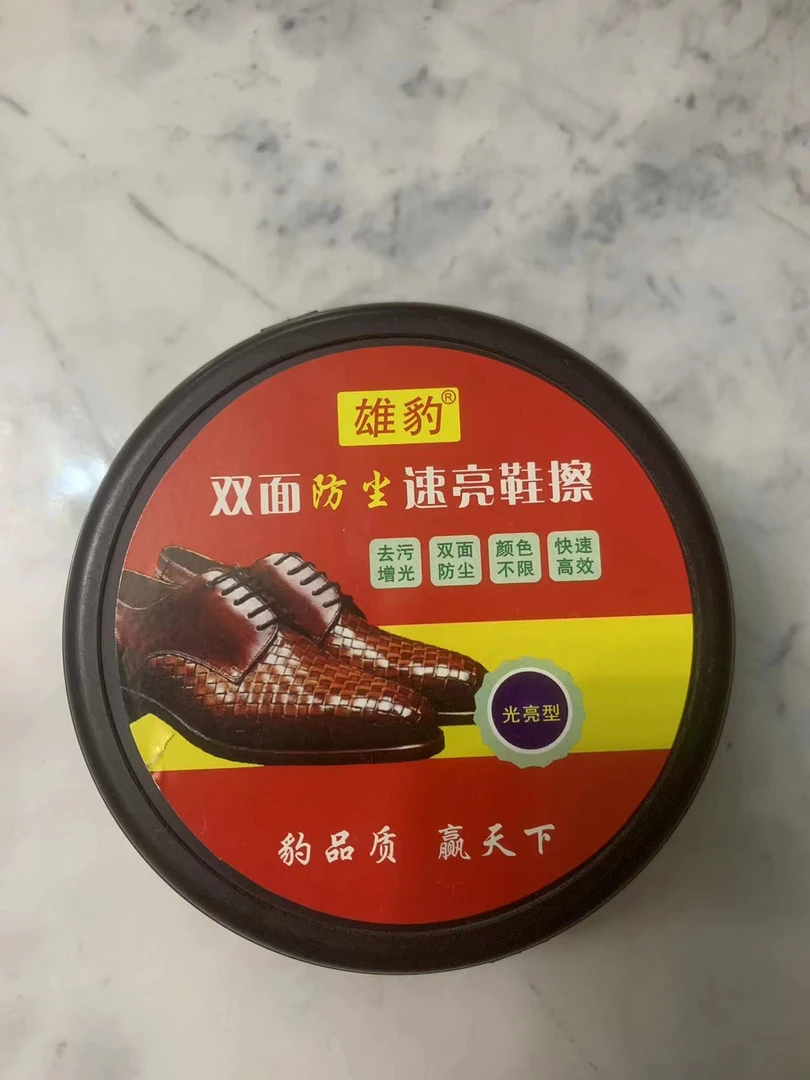 雄豹®
双面防尘速亮鞋擦
去污增光 双面防尘 颜色不限 快速高效
光亮型
豹品质 赢天下